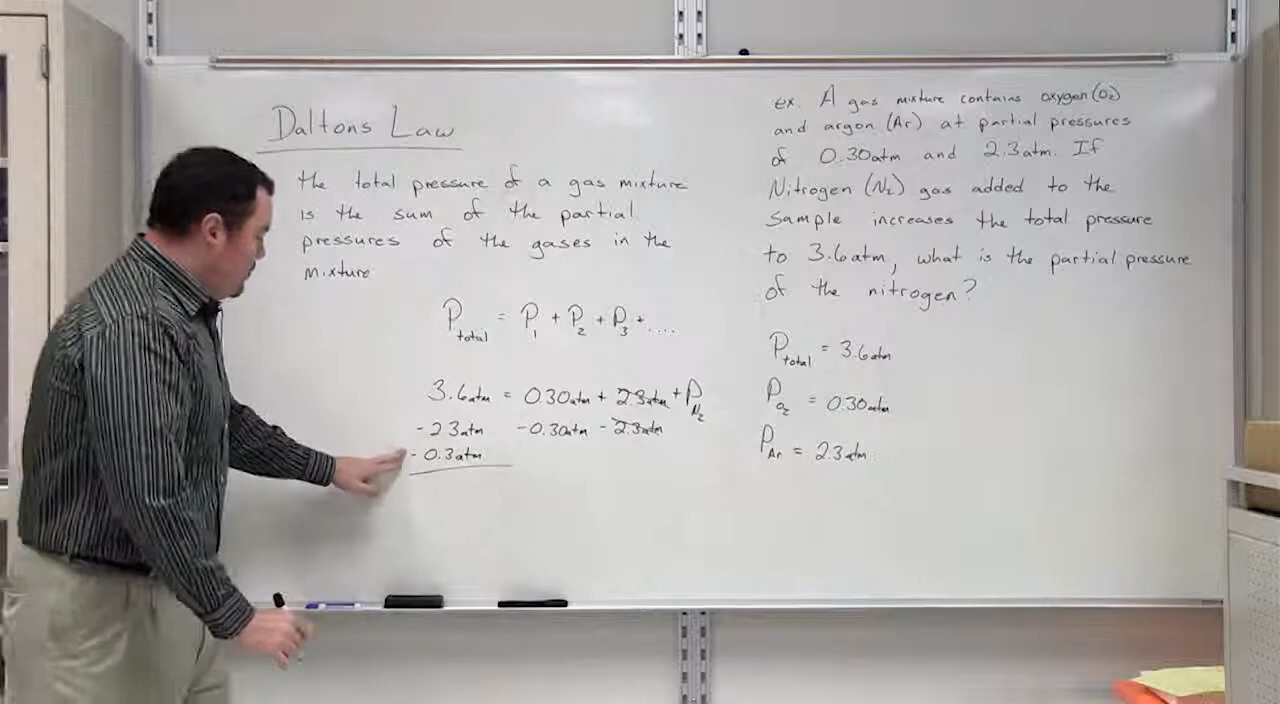 Daltons Law
the total pressure of a gas mixture
is the sum of the partial
pressures of the gases in the
mixture
P total = P1 + P2 + P3 + ....
3.6atm = 0.30atm + 2.3atm + P N2
-2.3atm -0.30atm - 2.3atm
- 0.3atm
ex. A gas mixture contains oxygen (O2)
and argon (Ar) at partial pressures
of 0.30atm and 2.3atm. If
Nitrogen (N2) gas added to the
sample increases the total pressure
to 3.6atm, what is the partial pressure
of the nitrogen?
P total = 3.6atm
P O2 = 0.30atm
P Ar = 2.3atm